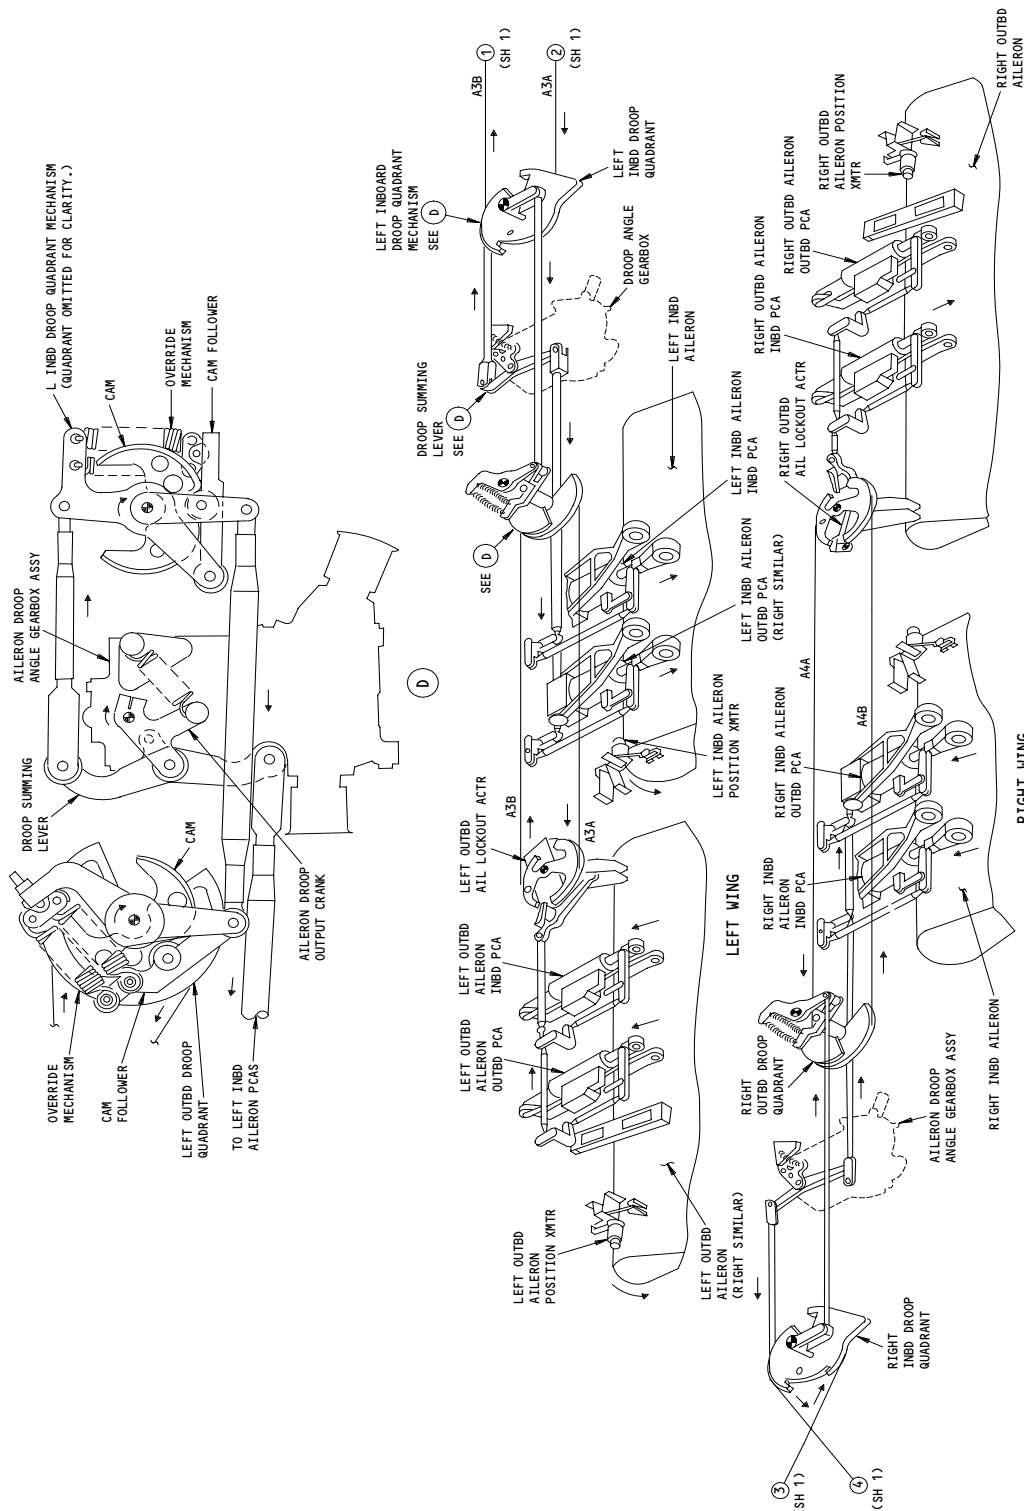 L INBD DROOP QUADRANT MECHANISM
(QUADRANT OMITTED FOR CLARITY.)
CAM
OVERRIDE
MECHANISM
CAM FOLLOWER
AILERON DROOP
ANGLE GEARBOX ASSY
DROOP SUMMING
LEVER
CAM
AILERON DROOP
OUTPUT CRANK
OVERRIDE
MECHANISM
CAM
FOLLOWER
LEFT OUTBD DROOP
QUADRANT
TO LEFT INBD
AILERON PCAS
D
A3B
1
(SH 1)
A3A
2
(SH 1)
LEFT INBOARD
DROOP QUADRANT
MECHANISM
SEE D
LEFT
INBD DROOP
QUADRANT
DROOP ANGLE
GEARBOX
DROOP SUMMING
LEVER
SEE D
LEFT INBD
AILERON
SEE D
LEFT INBD AILERON
INBD PCA
LEFT INBD AILERON
OUTBD PCA
(RIGHT SIMILAR)
LEFT INBD AILERON
POSITION XMTR
A3B
A3A
LEFT OUTBD
AIL LOCKOUT ACTR
LEFT OUTBD
AILERON
INBD PCA
LEFT OUTBD
AILERON
OUTBD PCA
LEFT OUTBD
AILERON
POSITION XMTR
LEFT OUTBD
AILERON
(RIGHT SIMILAR)
LEFT WING
RIGHT OUTBD
AILERON
RIGHT OUTBD
AILERON POSITION
XMTR
RIGHT OUTBD AILERON
OUTBD PCA
RIGHT OUTBD AILERON
INBD PCA
RIGHT OUTBD
AIL LOCKOUT ACTR
A4A
A4B
RIGHT INBD AILERON
OUTBD PCA
RIGHT INBD
AILERON
INBD PCA
RIGHT
OUTBD DROOP
QUADRANT
AILERON DROOP
ANGLE GEARBOX ASSY
RIGHT INBD AILERON
RIGHT
INBD DROOP
QUADRANT
3
(SH 1)
4
(SH 1)
RIGHT WING